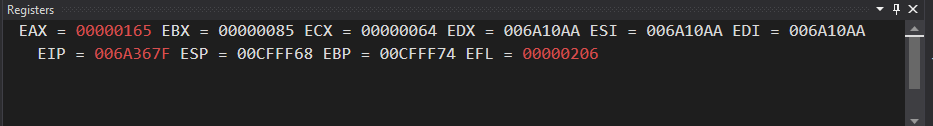 Registers
EAX = 00000165 EBX = 00000085 ECX = 00000064 EDX = 006A10AA ESI = 006A10AA EDI = 006A10AA
EIP = 006A367F ESP = 00CFFF68 EBP = 00CFFF74 EFL = 00000206